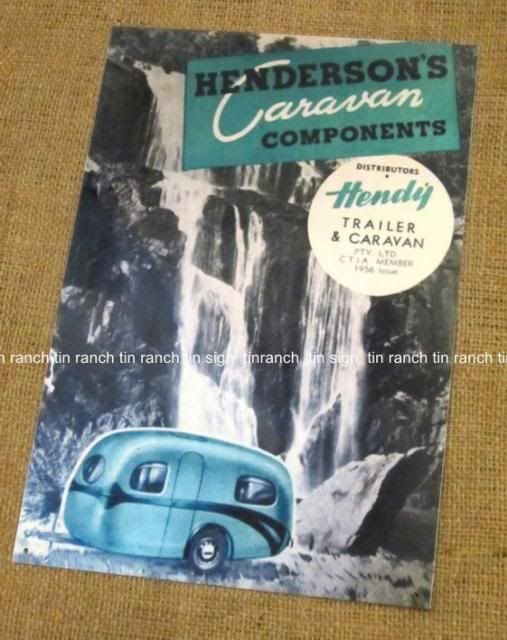 HENDERSON'S
Caravan
COMPONENTS
DISTRIBUTORS
Hendy
TRAILER
& CARAVAN
PTY. LTD.
C.T.I.A. MEMBER
1956 Issue
n ranch tin ranch tin ranch tin sign tinranch tin sign tin ranch tin ranch tin